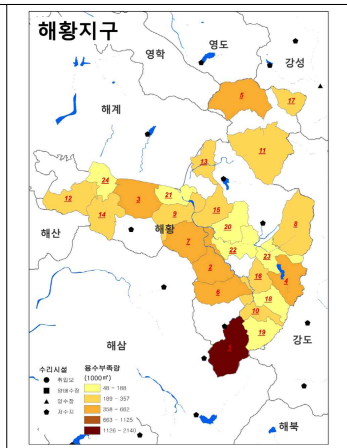 해황지구
영도
영학
강성
5
17
해계
11
13
24
21
12
3
15
8
14
9
20
해황
해산
7
22
23
2
16
4
6
18
10
해삼
강도
19
1
수리시설
용수부족량
(1000㎥)
취입보
양배수장
48 - 188
양수장
189 - 357
저수지
358 - 662
663 - 1125
1126 - 2140
해북